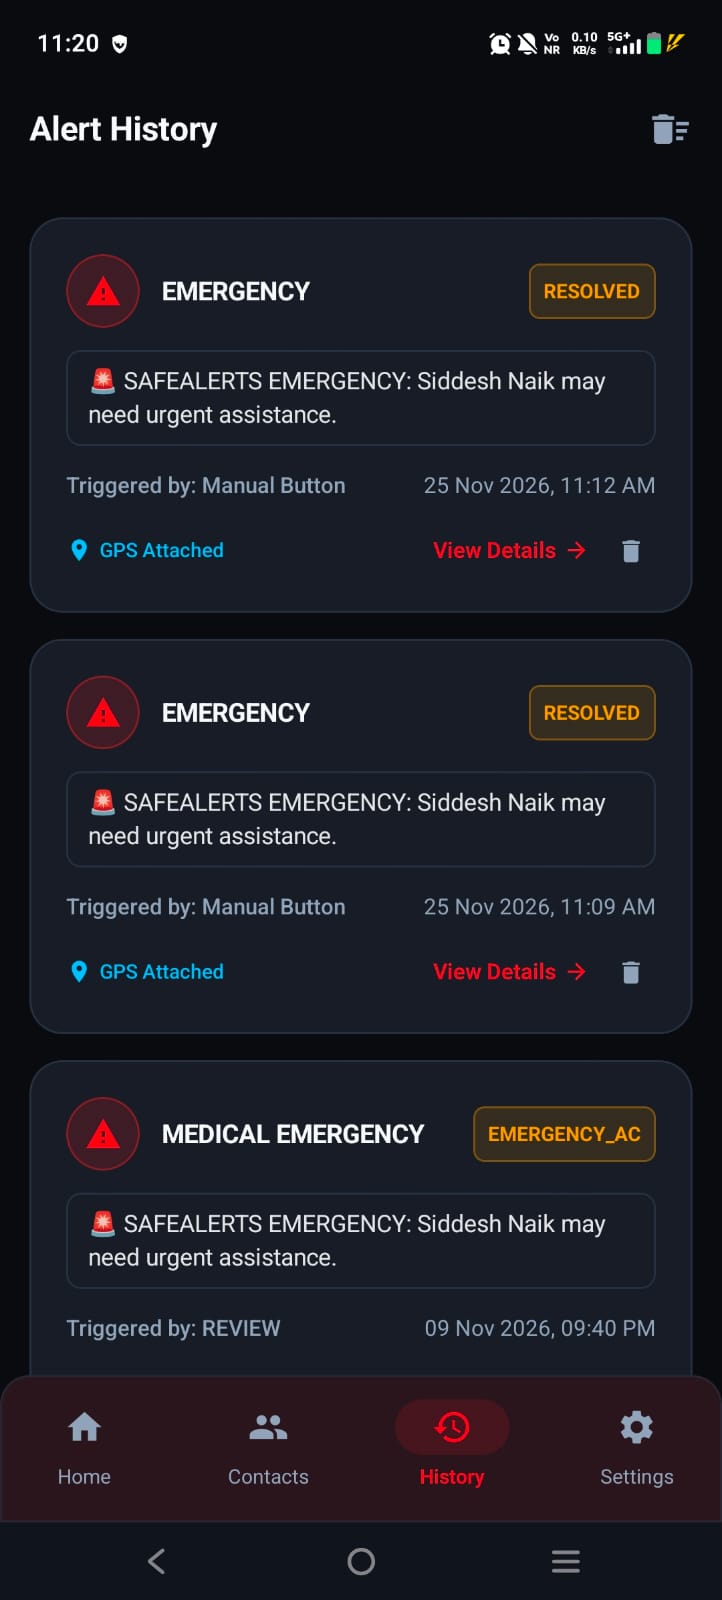 11:20
Vo NR 0.10 KB/s 5G+
Alert History
EMERGENCY
RESOLVED
🚨 SAFEALERTS EMERGENCY: Siddesh Naik may
need urgent assistance.
Triggered by: Manual Button
25 Nov 2026, 11:12 AM
GPS Attached
View Details →
EMERGENCY
RESOLVED
🚨 SAFEALERTS EMERGENCY: Siddesh Naik may
need urgent assistance.
Triggered by: Manual Button
25 Nov 2026, 11:09 AM
GPS Attached
View Details →
MEDICAL EMERGENCY
EMERGENCY_AC
🚨 SAFEALERTS EMERGENCY: Siddesh Naik may
need urgent assistance.
Triggered by: REVIEW
09 Nov 2026, 09:40 PM
Home
Contacts
History
Settings